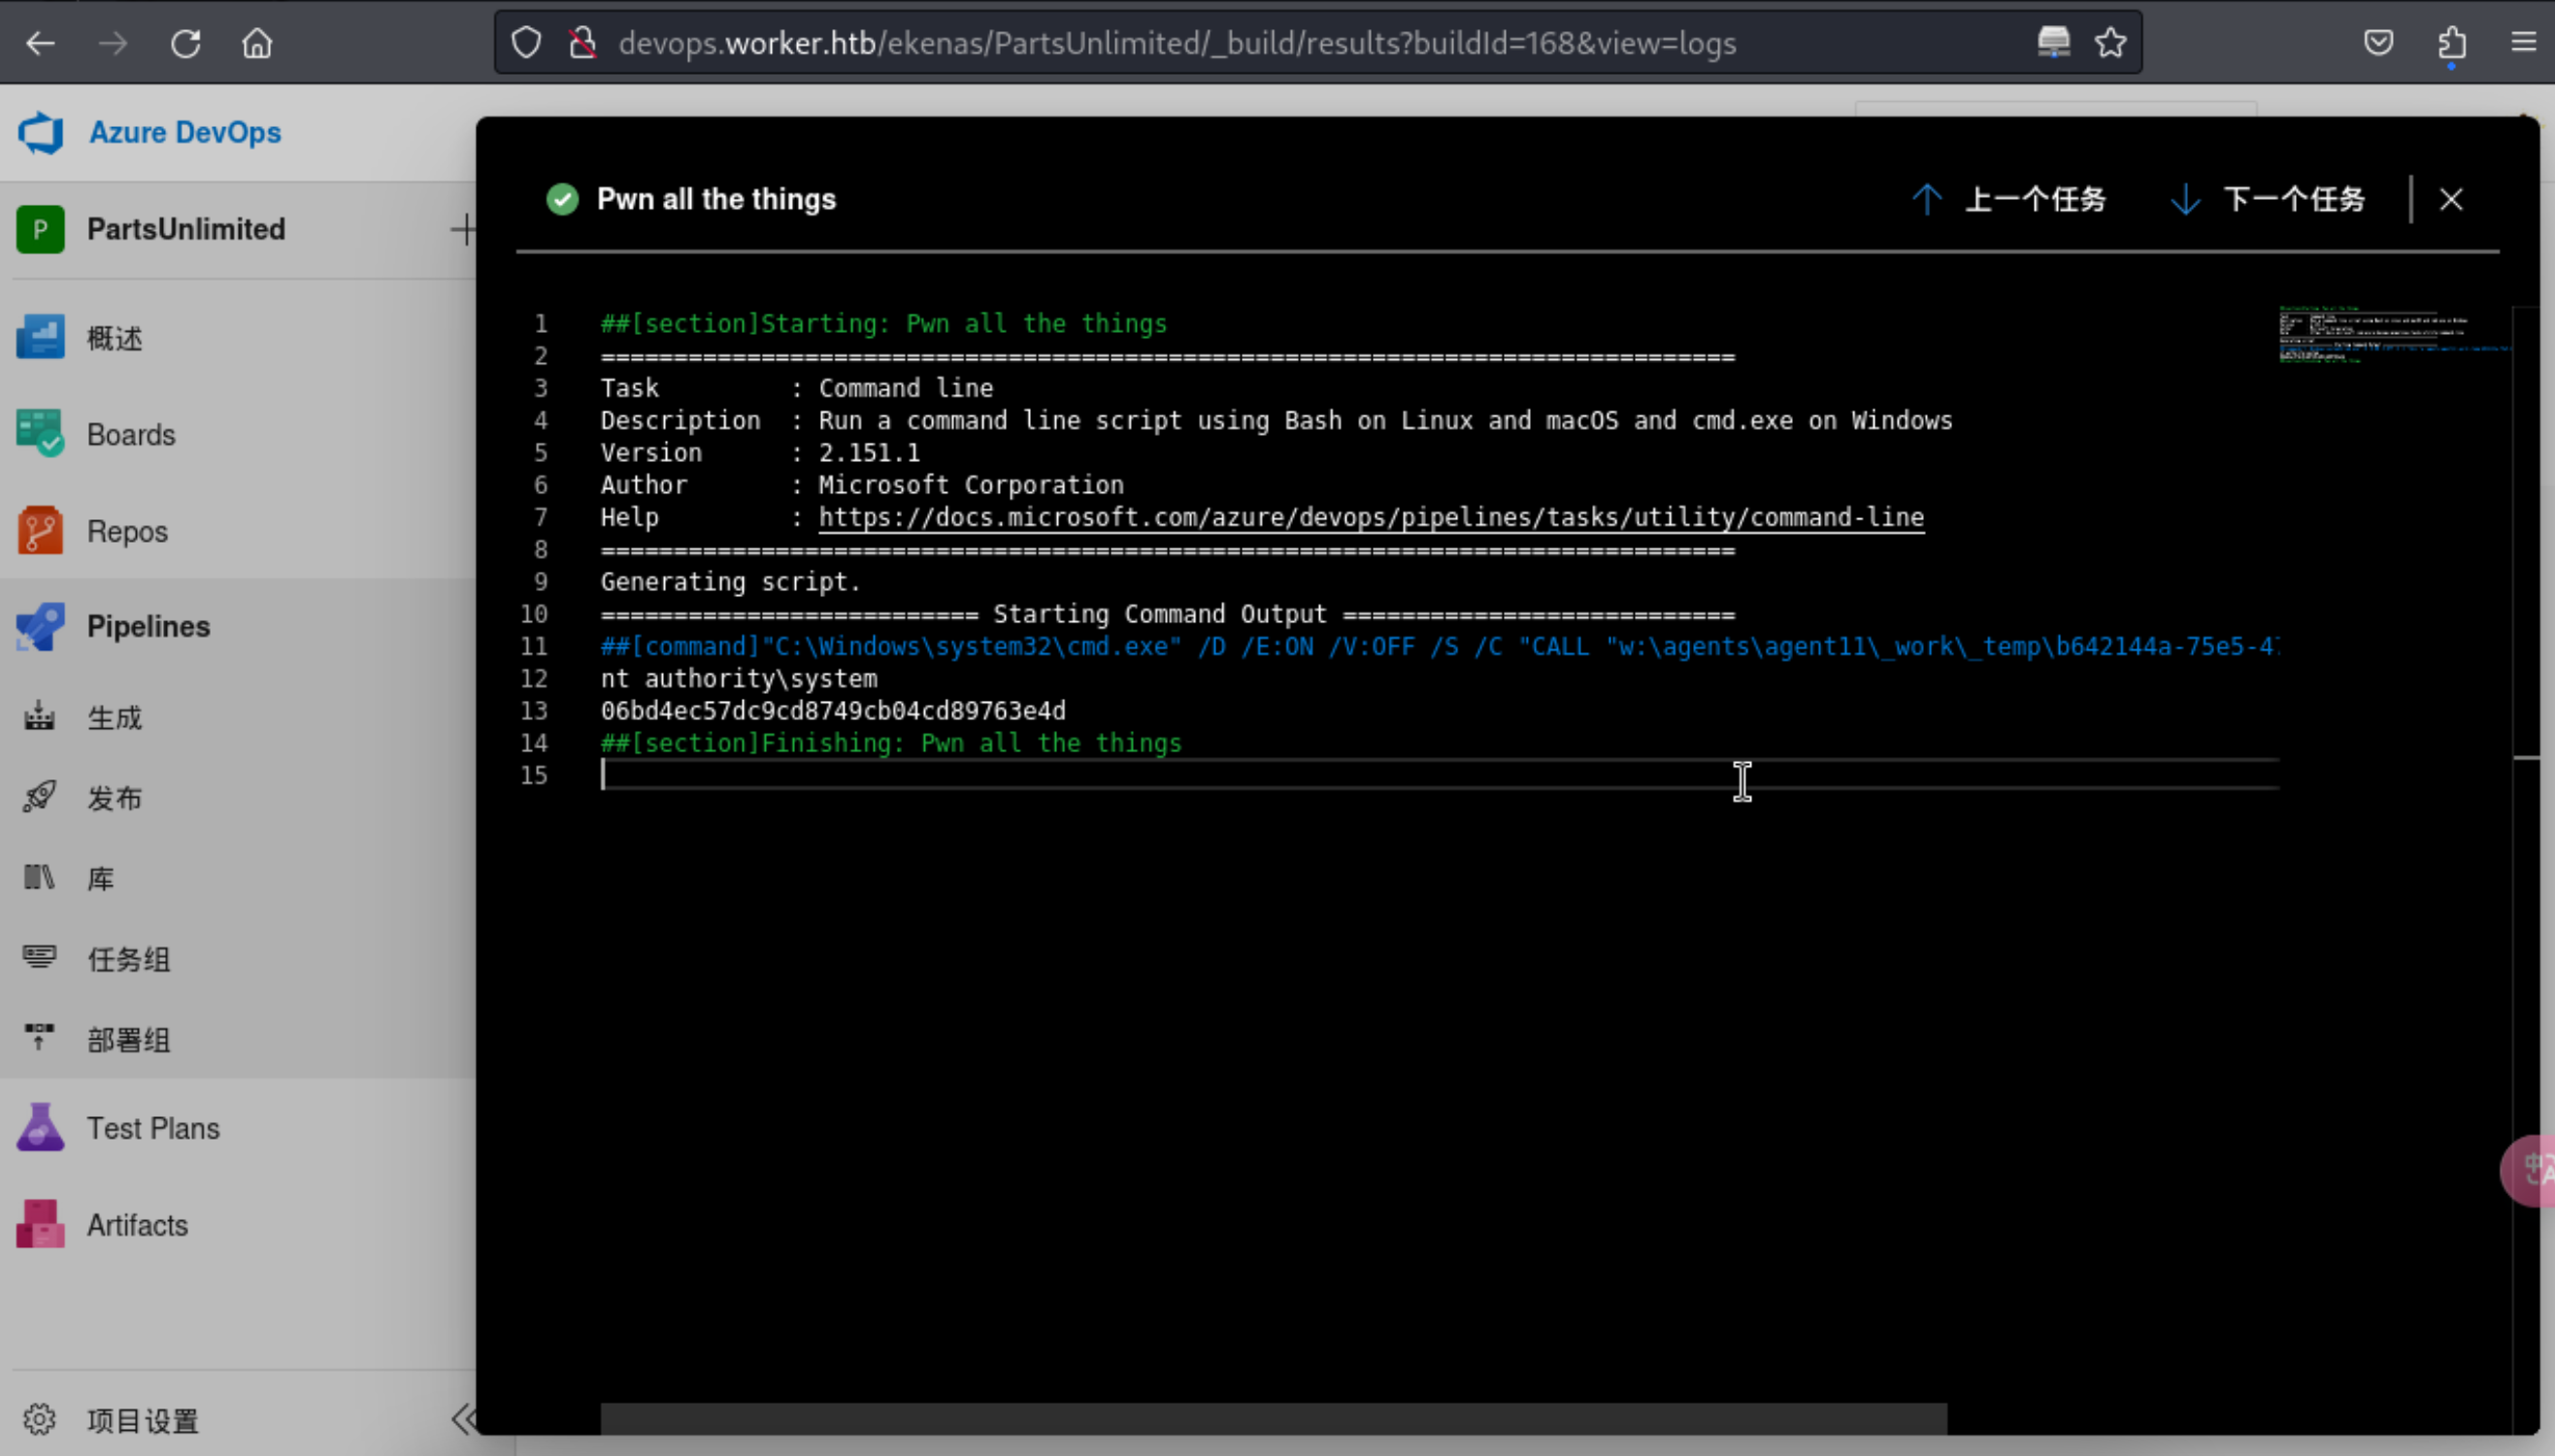 devops.worker.htb/ekenas/PartsUnlimited/_build/results?buildId=168&view=logs
Azure DevOps
P PartsUnlimited
概述
Boards
Repos
Pipelines
生成
发布
库
任务组
部署组
Test Plans
Artifacts
项目设置
Pwn all the things
上一个任务
下一个任务
1 ##[section]Starting: Pwn all the things
2 ==============================================================================
3 Task         : Command line
4 Description  : Run a command line script using Bash on Linux and macOS and cmd.exe on Windows
5 Version      : 2.151.1
6 Author       : Microsoft Corporation
7 Help         : https://docs.microsoft.com/azure/devops/pipelines/tasks/utility/command-line
8 ==============================================================================
9 Generating script.
10 ========================== Starting Command Output ===========================
11 ##[command]"C:\Windows\system32\cmd.exe" /D /E:ON /V:OFF /S /C "CALL "w:\agents\agent11\_work\_temp\b642144a-75e5-4
12 nt authority\system
13 06bd4ec57dc9cd8749cb04cd89763e4d
14 ##[section]Finishing: Pwn all the things
15
中